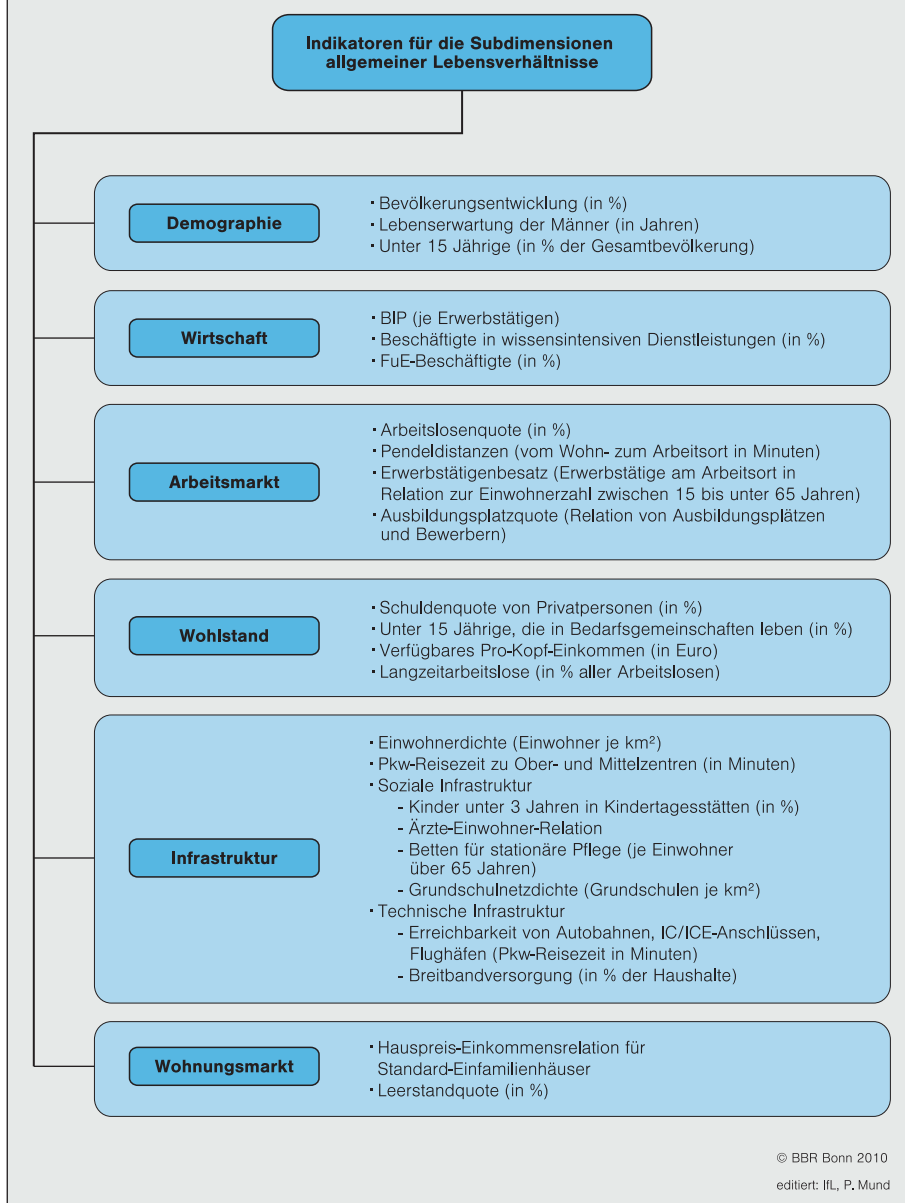 Indikatoren für die Subdimensionen
allgemeiner Lebensverhältnisse
Demographie
· Bevölkerungsentwicklung (in %)
· Lebenserwartung der Männer (in Jahren)
· Unter 15 Jährige (in % der Gesamtbevölkerung)
Wirtschaft
· BIP (je Erwerbstätigen)
· Beschäftigte in wissensintensiven Dienstleistungen (in %)
· FuE-Beschäftigte (in %)
Arbeitsmarkt
· Arbeitslosenquote (in %)
· Pendeldistanzen (vom Wohn- zum Arbeitsort in Minuten)
· Erwerbstätigenbesatz (Erwerbstätige am Arbeitsort in
Relation zur Einwohnerzahl zwischen 15 bis unter 65 Jahren)
· Ausbildungsplatzquote (Relation von Ausbildungsplätzen
und Bewerbern)
Wohlstand
· Schuldenquote von Privatpersonen (in %)
· Unter 15 Jährige, die in Bedarfsgemeinschaften leben (in %)
· Verfügbares Pro-Kopf-Einkommen (in Euro)
· Langzeitarbeitslose (in % aller Arbeitslosen)
Infrastruktur
· Einwohnerdichte (Einwohner je km²)
· Pkw-Reisezeit zu Ober- und Mittelzentren (in Minuten)
· Soziale Infrastruktur
- Kinder unter 3 Jahren in Kindertagesstätten (in %)
- Ärzte-Einwohner-Relation
- Betten für stationäre Pflege (je Einwohner
über 65 Jahren)
- Grundschulnetzdichte (Grundschulen je km²)
· Technische Infrastruktur
- Erreichbarkeit von Autobahnen, IC/ICE-Anschlüssen,
Flughäfen (Pkw-Reisezeit in Minuten)
- Breitbandversorgung (in % der Haushalte)
Wohnungsmarkt
· Hauspreis-Einkommensrelation für
Standard-Einfamilienhäuser
· Leerstandquote (in %)
© BBR Bonn 2010
editiert: IfL, P. Mund